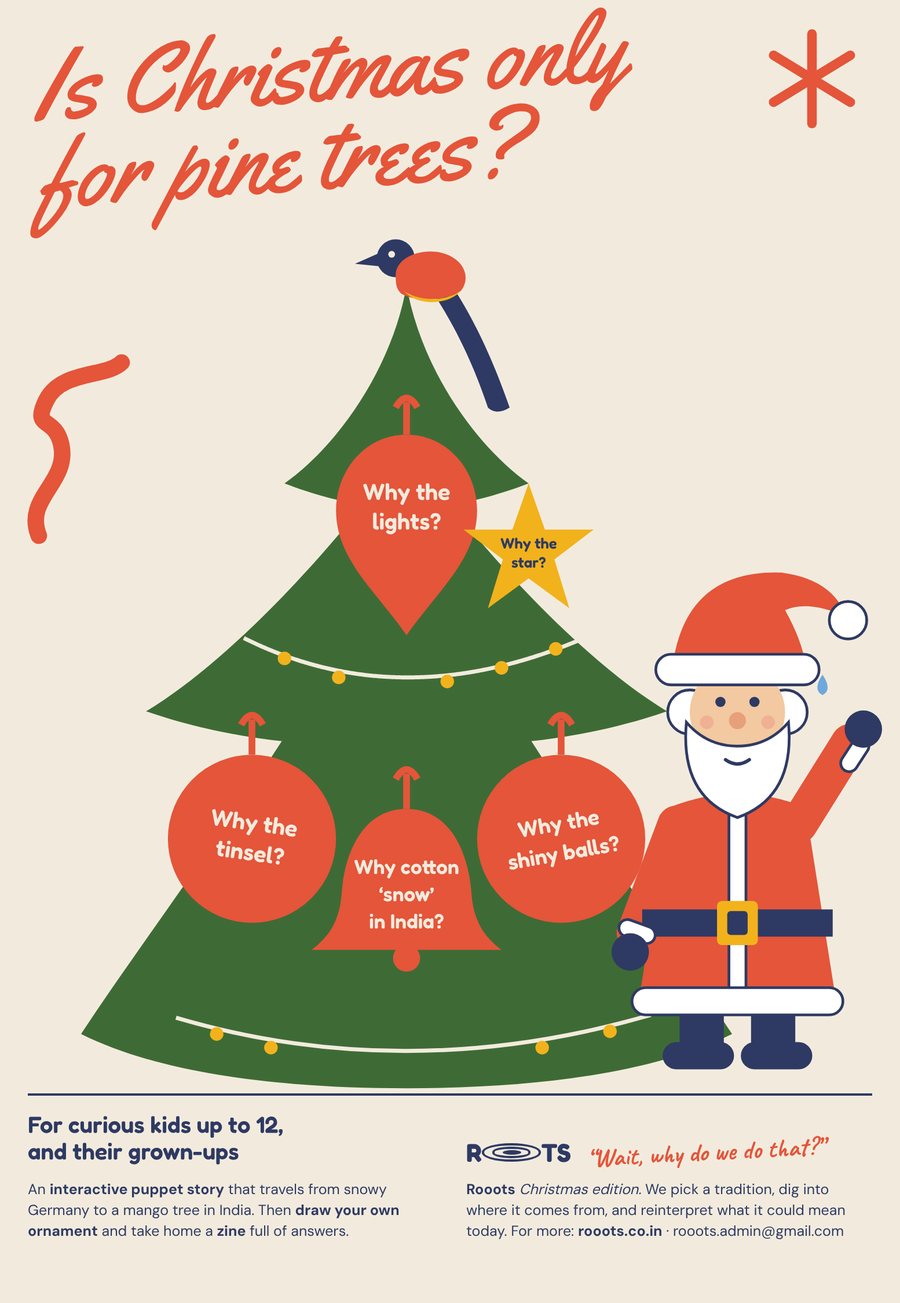 Is Christmas only
for pine trees?
Why the
lights?
Why the
star?
Why the
tinsel?
Why cotton
‘snow’
in India?
Why the
shiny balls?
For curious kids up to 12,
and their grown-ups
An interactive puppet story that travels from snowy
Germany to a mango tree in India. Then draw your own
ornament and take home a zine full of answers.
ROOTS “Wait, why do we do that?”
Rooots Christmas edition. We pick a tradition, dig into
where it comes from, and reinterpret what it could mean
today. For more: rooots.co.in · rooots.admin@gmail.com